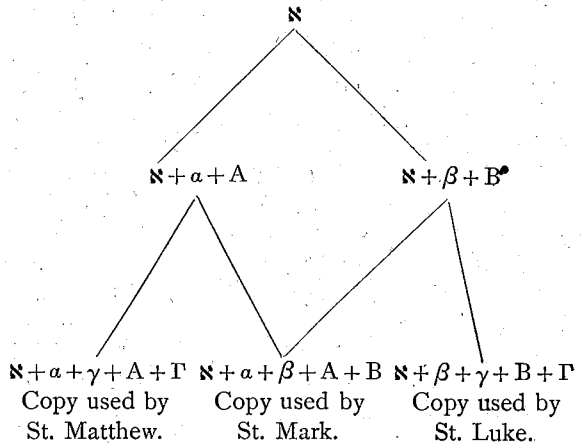 ℵ
ℵ + α + A
ℵ + β + B
ℵ + α + γ + A + Γ
Copy used by
St. Matthew.
ℵ + α + β + A + B
Copy used by
St. Mark.
ℵ + β + γ + B + Γ
Copy used by
St. Luke.